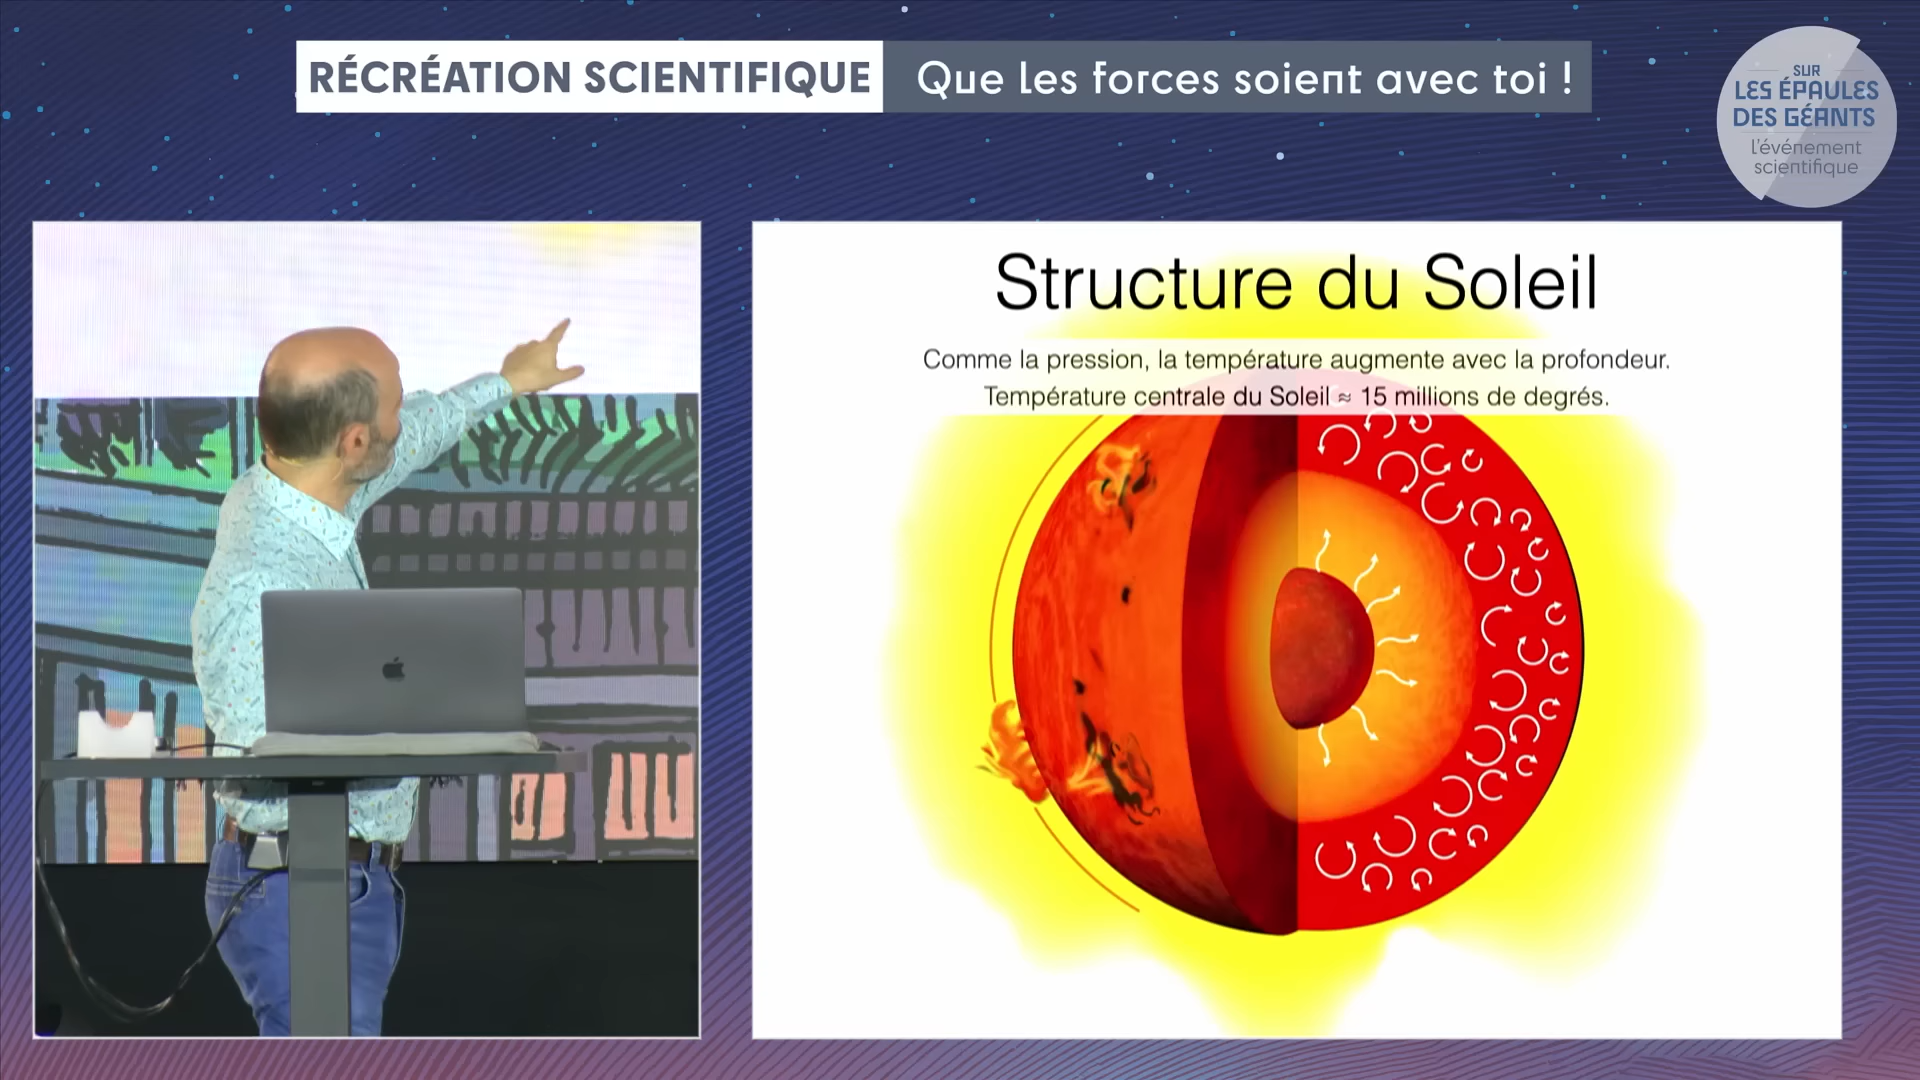 RÉCRÉATION SCIENTIFIQUE
Que les forces soient avec toi !
SUR
LES ÉPAULES
DES GÉANTS
L'événement
scientifique
Structure du Soleil
Comme la pression, la température augmente avec la profondeur.
Température centrale du Soleil ≈ 15 millions de degrés.